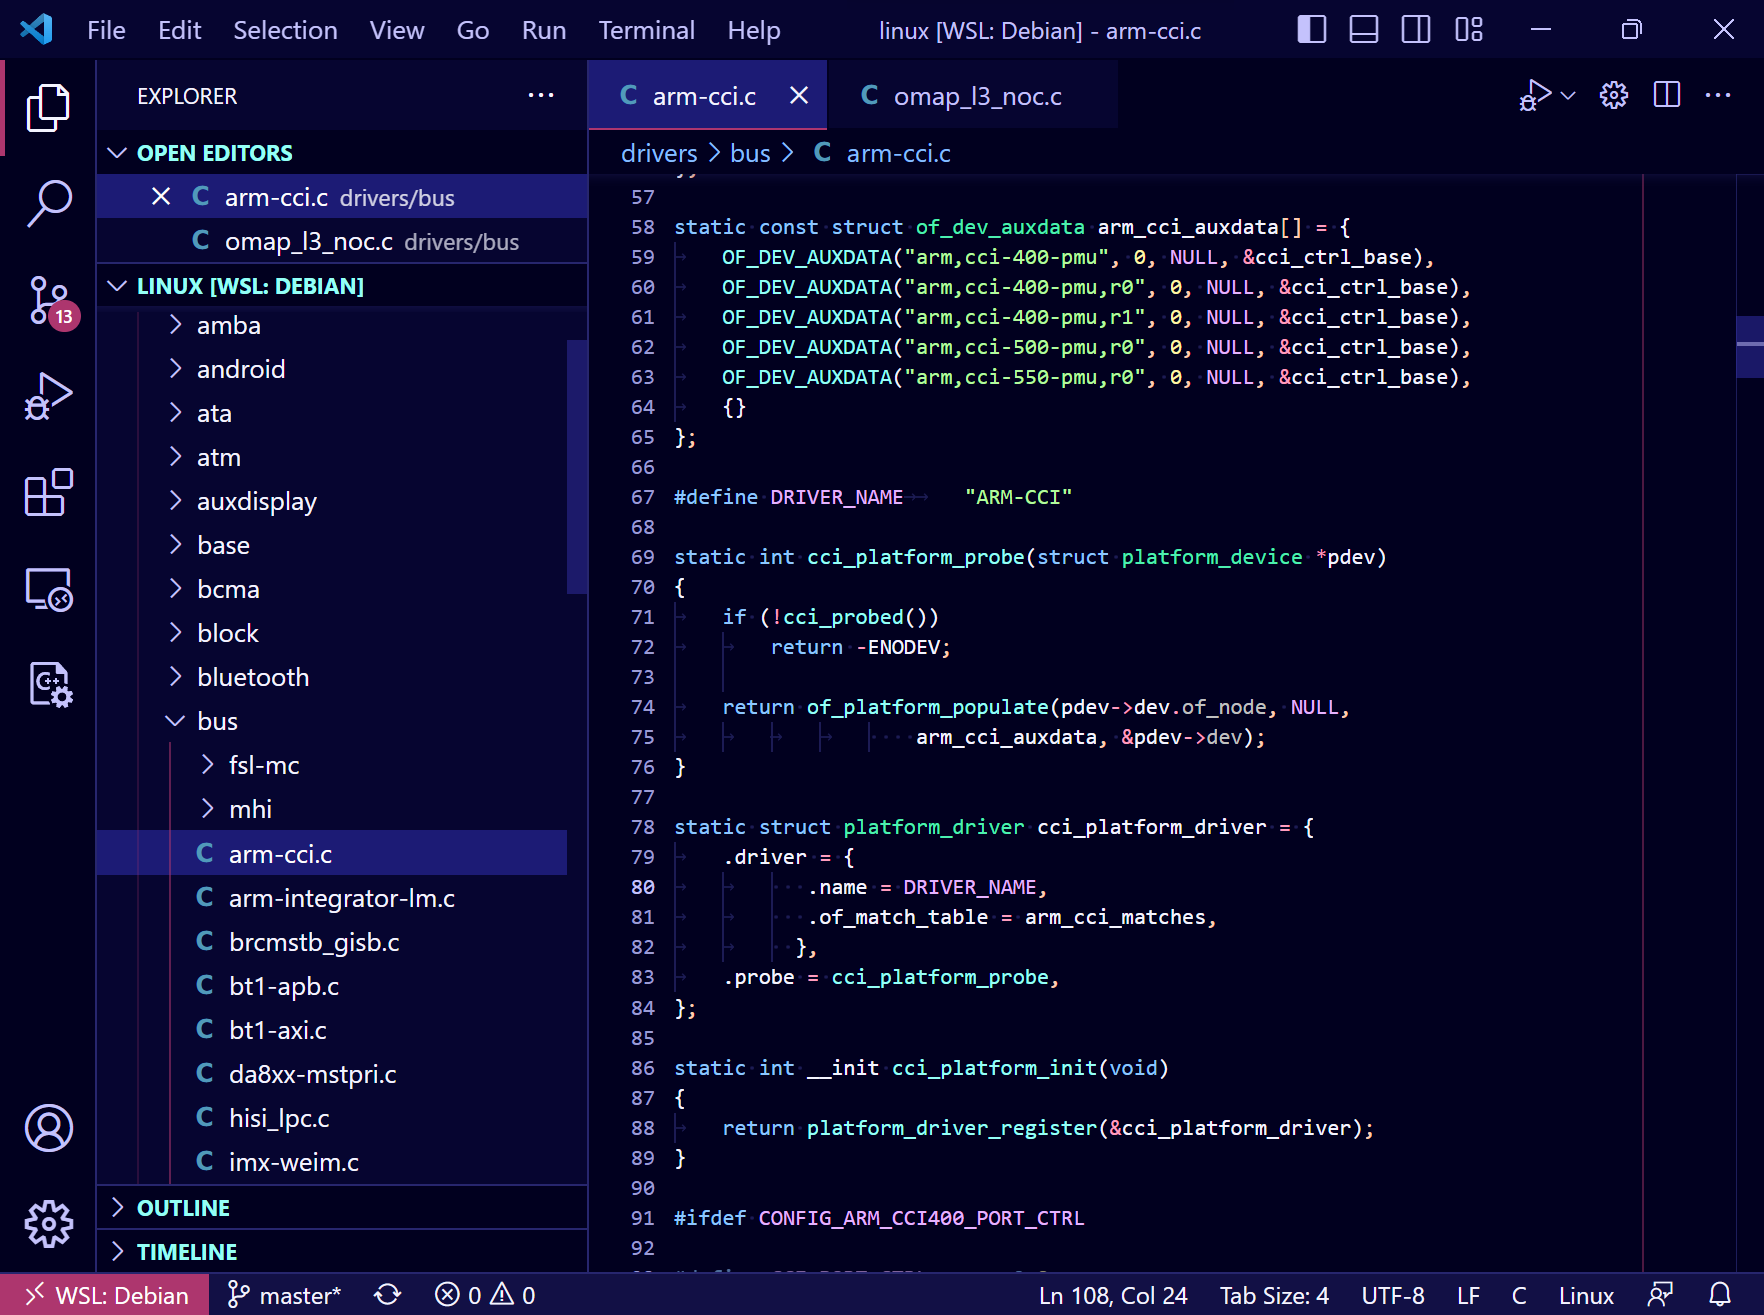 File Edit Selection View Go Run Terminal Help linux [WSL: Debian] - arm-cci.c
EXPLORER
OPEN EDITORS
C arm-cci.c drivers/bus
C omap_l3_noc.c drivers/bus
LINUX [WSL: DEBIAN]
amba
android
ata
atm
auxdisplay
base
bcma
block
bluetooth
bus
fsl-mc
mhi
C arm-cci.c
C arm-integrator-lm.c
C brcmstb_gisb.c
C bt1-apb.c
C bt1-axi.c
C da8xx-mstpri.c
C hisi_lpc.c
C imx-weim.c
OUTLINE
TIMELINE
13
C++
C arm-cci.c C omap_l3_noc.c
drivers > bus > C arm-cci.c
57
58 static const struct of_dev_auxdata arm_cci_auxdata[] = {
59 OF_DEV_AUXDATA("arm,cci-400-pmu", 0, NULL, &cci_ctrl_base),
60 OF_DEV_AUXDATA("arm,cci-400-pmu,r0", 0, NULL, &cci_ctrl_base),
61 OF_DEV_AUXDATA("arm,cci-400-pmu,r1", 0, NULL, &cci_ctrl_base),
62 OF_DEV_AUXDATA("arm,cci-500-pmu,r0", 0, NULL, &cci_ctrl_base),
63 OF_DEV_AUXDATA("arm,cci-550-pmu,r0", 0, NULL, &cci_ctrl_base),
64 {}
65 };
66
67 #define DRIVER_NAME "ARM-CCI"
68
69 static int cci_platform_probe(struct platform_device *pdev)
70 {
71 if (!cci_probed())
72 return -ENODEV;
73
74 return of_platform_populate(pdev->dev.of_node, NULL,
75 arm_cci_auxdata, &pdev->dev);
76 }
77
78 static struct platform_driver cci_platform_driver = {
79 .driver = {
80 .name = DRIVER_NAME,
81 .of_match_table = arm_cci_matches,
82 },
83 .probe = cci_platform_probe,
84 };
85
86 static int __init cci_platform_init(void)
87 {
88 return platform_driver_register(&cci_platform_driver);
89 }
90
91 #ifdef CONFIG_ARM_CCI400_PORT_CTRL
92
WSL: Debian master* 0 0 Ln 108, Col 24 Tab Size: 4 UTF-8 LF C Linux